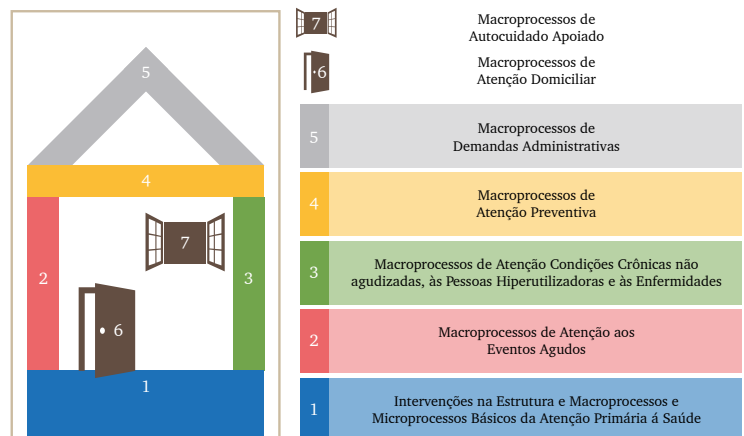 5
4
7
2
3
6
1
7
Macroprocessos de
Autocuidado Apoiado
6
Macroprocessos de
Atenção Domiciliar
5
Macroprocessos de
Demandas Administrativas
4
Macroprocessos de
Atenção Preventiva
3
Macroprocessos de Atenção Condições Crônicas não
agudizadas, às Pessoas Hiperutilizadoras e às Enfermidades
2
Macroprocessos de Atenção aos
Eventos Agudos
1
Intervenções na Estrutura e Macroprocessos e
Microprocessos Básicos da Atenção Primária á Saúde